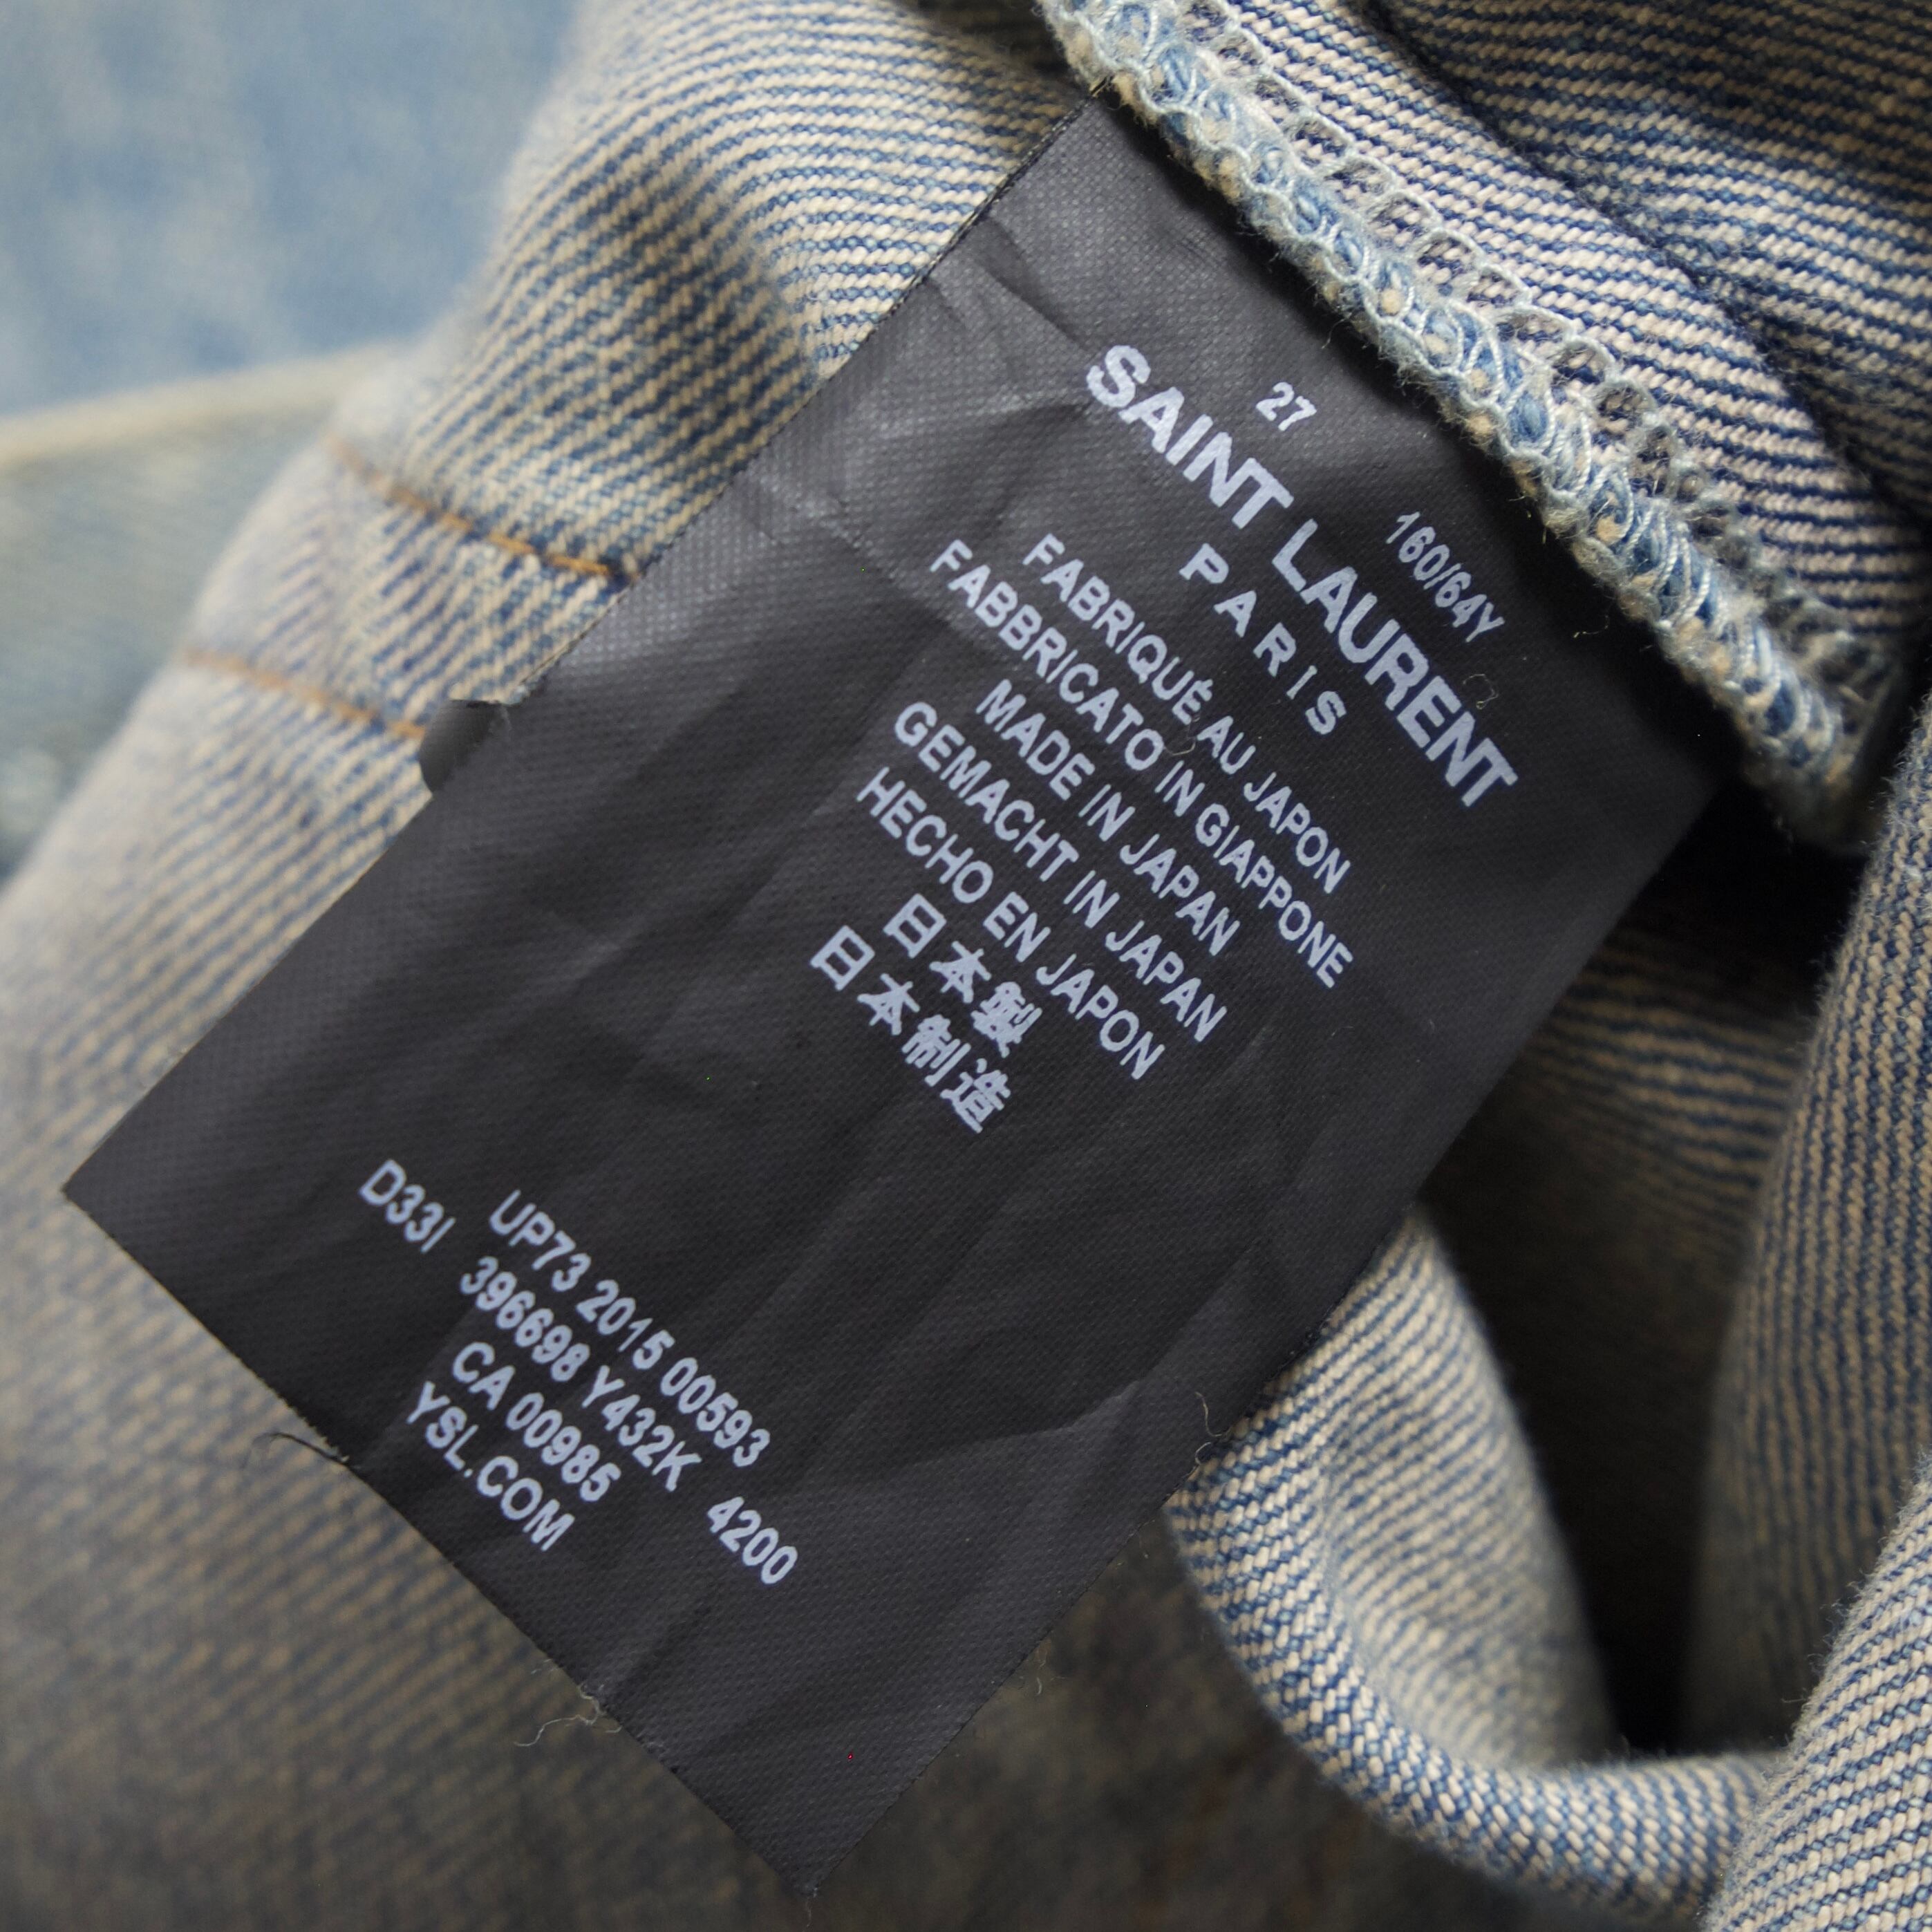 27
160/64Y
SAINT LAURENT
PARIS
FABRIQUÉ AU JAPON
FABBRICATO IN GIAPPONE
MADE IN JAPAN
GEMACHT IN JAPAN
HECHO EN JAPON
日本製
日本制造
UP73 2015 00593
D33I 396698 Y432K 4200
CA 00985
YSL.COM